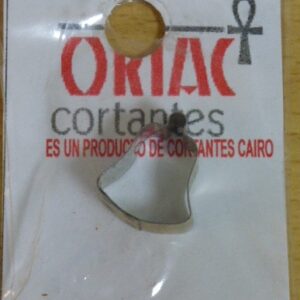 ORIAC
cortantes
ES UN PRODUCTO DE CORTANTES CAIRO